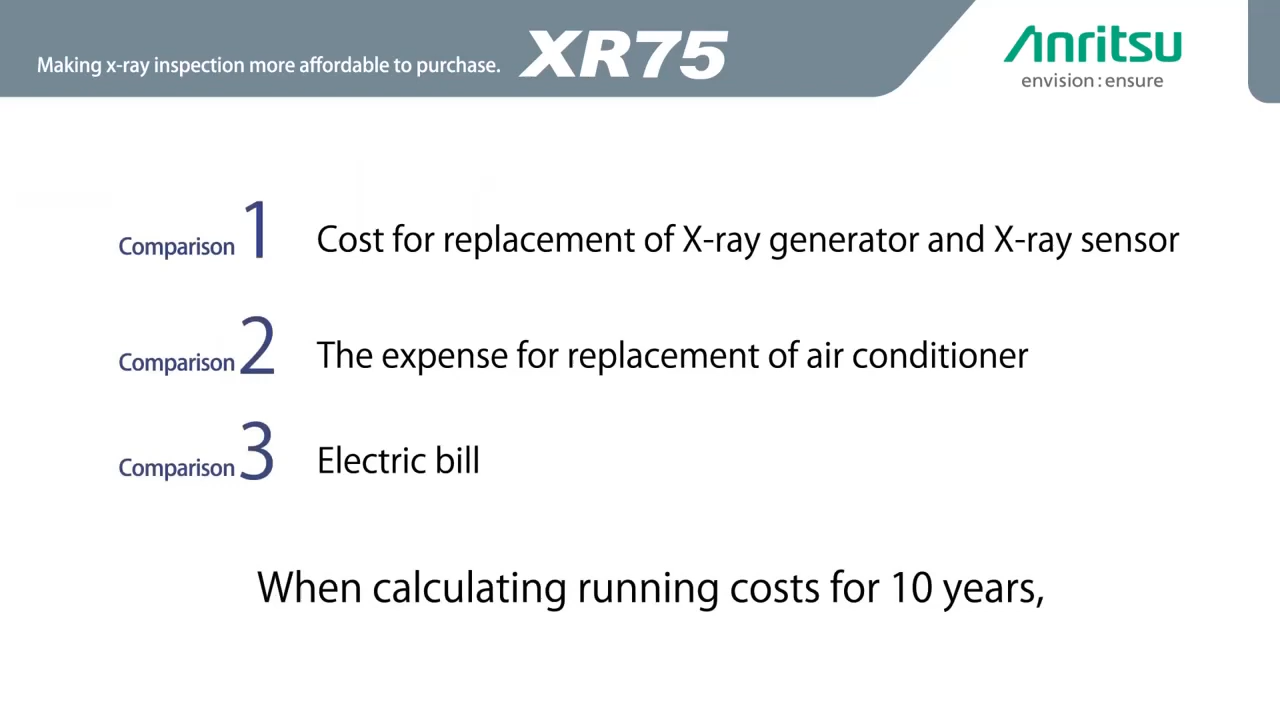 Making x-ray inspection more affordable to purchase. XR75
Anritsu
envision : ensure
Comparison 1 Cost for replacement of X-ray generator and X-ray sensor
Comparison 2 The expense for replacement of air conditioner
Comparison 3 Electric bill
When calculating running costs for 10 years,